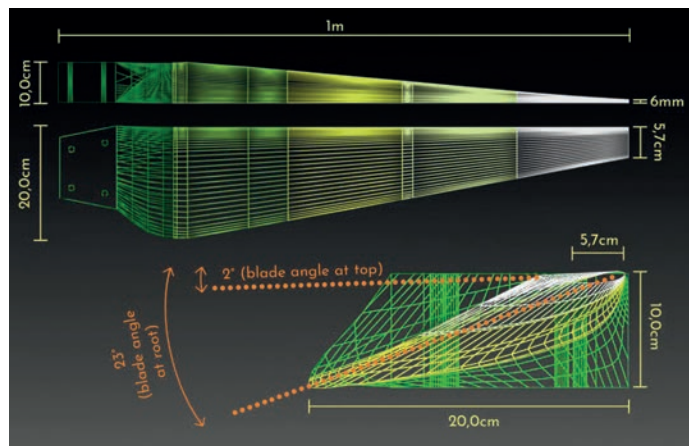 1m
10,0cm
6mm
20,0cm
5,7cm
5,7cm
2° (blade angle at top)
23°
(blade angle
at root)
10,0cm
20,0cm